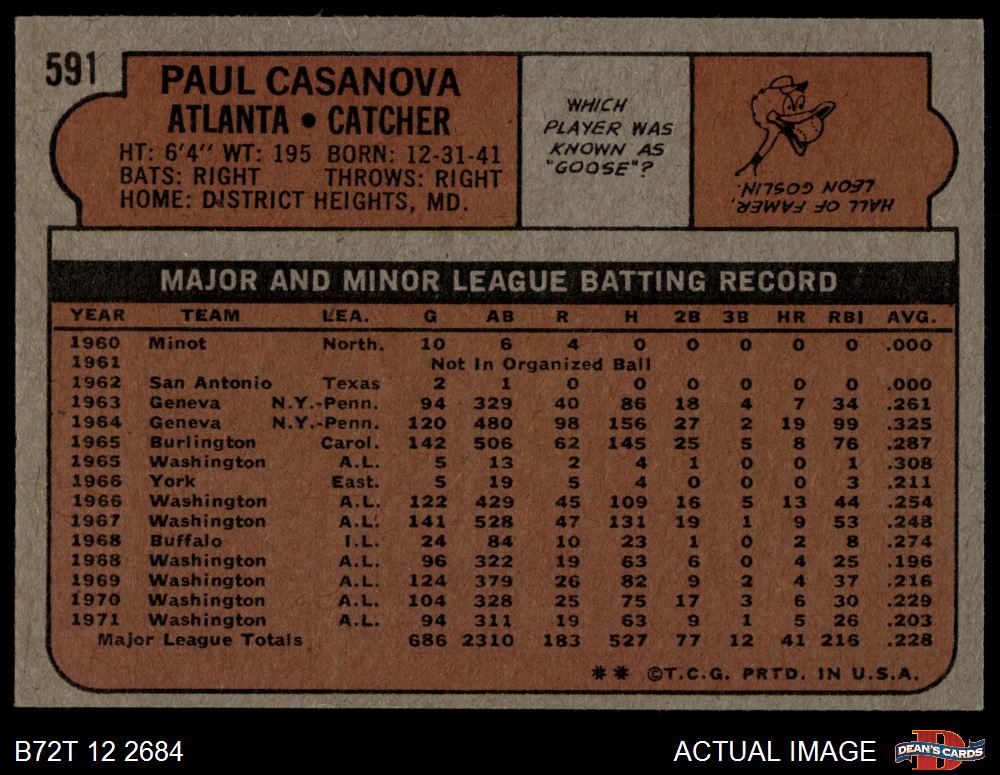 591
PAUL CASANOVA
ATLANTA • CATCHER
HT: 6'4" WT: 195 BORN: 12-31-41
BATS: RIGHT THROWS: RIGHT
HOME: DISTRICT HEIGHTS, MD.
WHICH
PLAYER WAS
KNOWN AS
"GOOSE"?
HALL OF FAMER,
LEON GOSLIN.
MAJOR AND MINOR LEAGUE BATTING RECORD
YEAR TEAM LEA. G AB R H 2B 3B HR RBI AVG.
1960 Minot North. 10 6 4 0 0 0 0 0 .000
1961 Not In Organized Ball
1962 San Antonio Texas 2 1 0 0 0 0 0 0 .000
1963 Geneva N.Y.-Penn. 94 329 40 86 18 4 7 34 .261
1964 Geneva N.Y.-Penn. 120 480 98 156 27 2 19 99 .325
1965 Burlington Carol. 142 506 62 145 25 5 8 76 .287
1965 Washington A.L. 5 13 2 4 1 0 0 1 .308
1966 York East. 5 19 5 4 0 0 0 3 .211
1966 Washington A.L. 122 429 45 109 16 5 13 44 .254
1967 Washington A.L. 141 528 47 131 19 1 9 53 .248
1968 Buffalo I.L. 24 84 10 23 1 0 2 8 .274
1968 Washington A.L. 96 322 19 63 6 0 4 25 .196
1969 Washington A.L. 124 379 26 82 9 2 4 37 .216
1970 Washington A.L. 104 328 25 75 17 3 6 30 .229
1971 Washington A.L. 94 311 19 63 9 1 5 26 .203
Major League Totals 686 2310 183 527 77 12 41 216 .228
** ©T.C.G. PRTD. IN U.S.A.
B72T 12 2684
ACTUAL IMAGE
DEAN'S CARDS